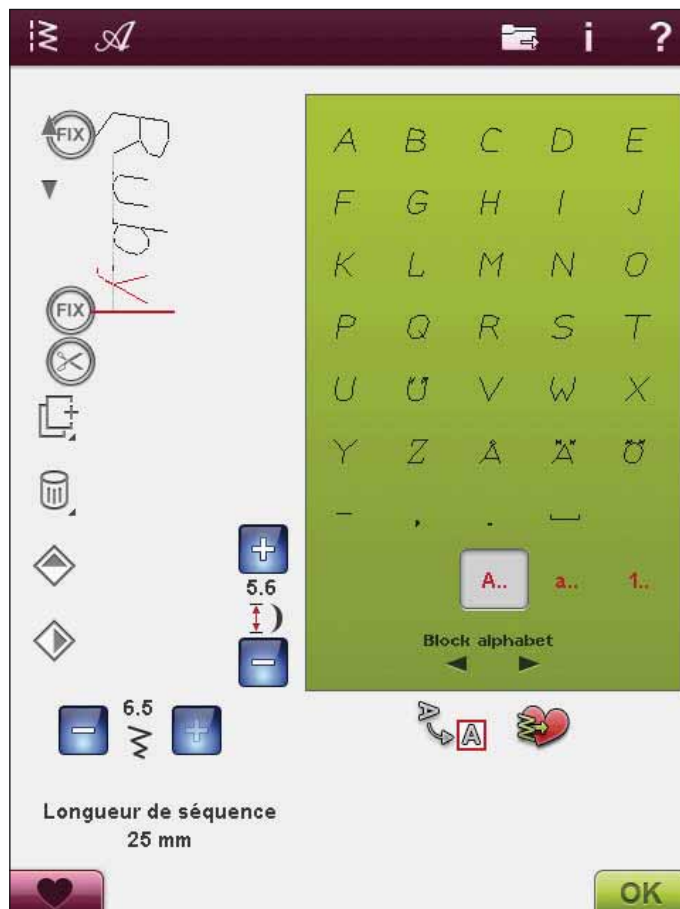 i ?
FIX
Ruby
FIX
A B C D E
F G H I J
K L M N O
P Q R S T
U Ü V W X
Y Z Å Ä Ö
- , . ⎵
A.. a.. 1..
Block alphabet
5.6
6.5
A A
Longueur de séquence
25 mm
OK